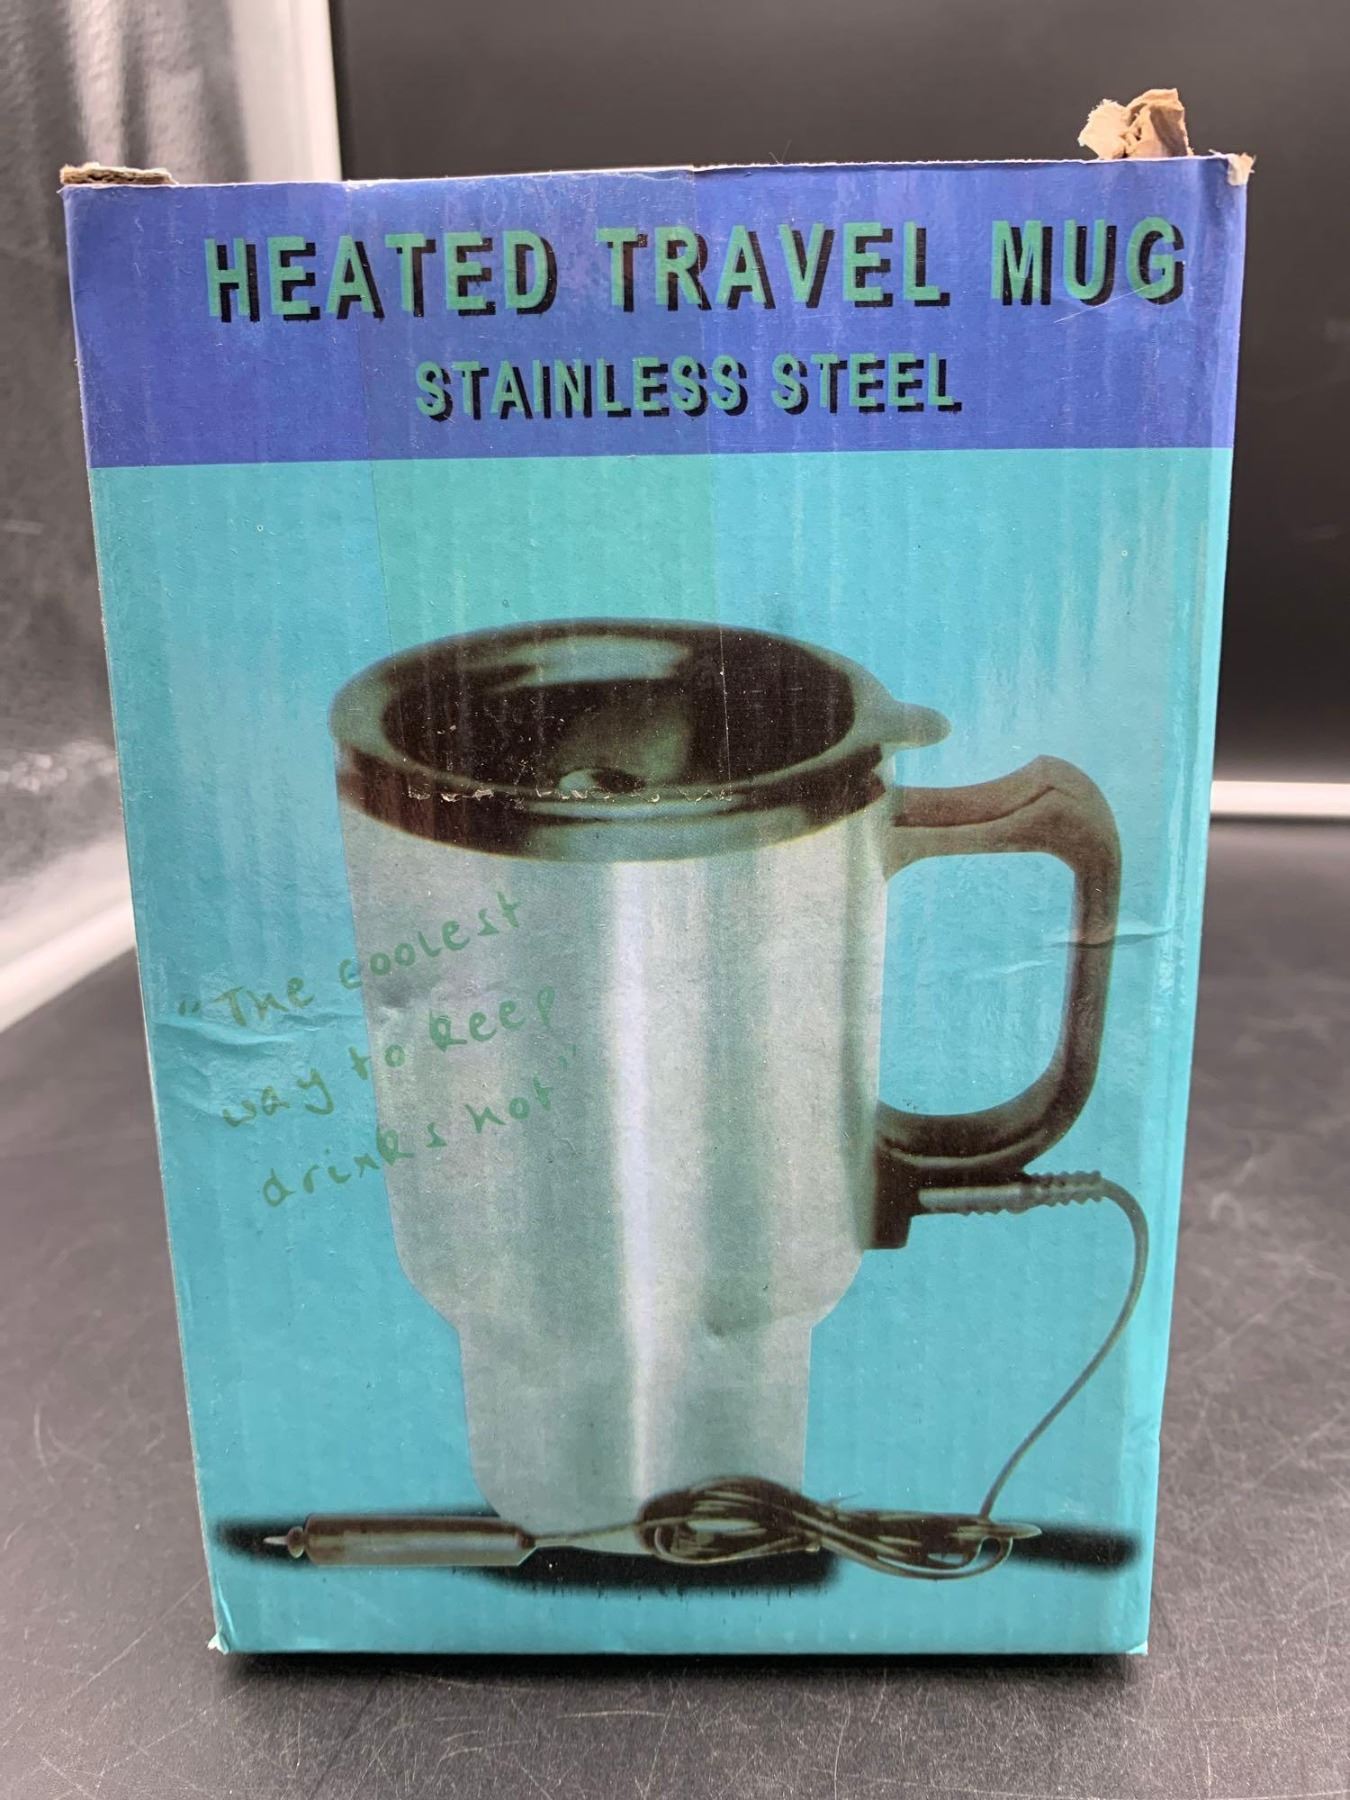 HEATED TRAVEL MUG
STAINLESS STEEL
"The coolest
way to keep
drinks hot"